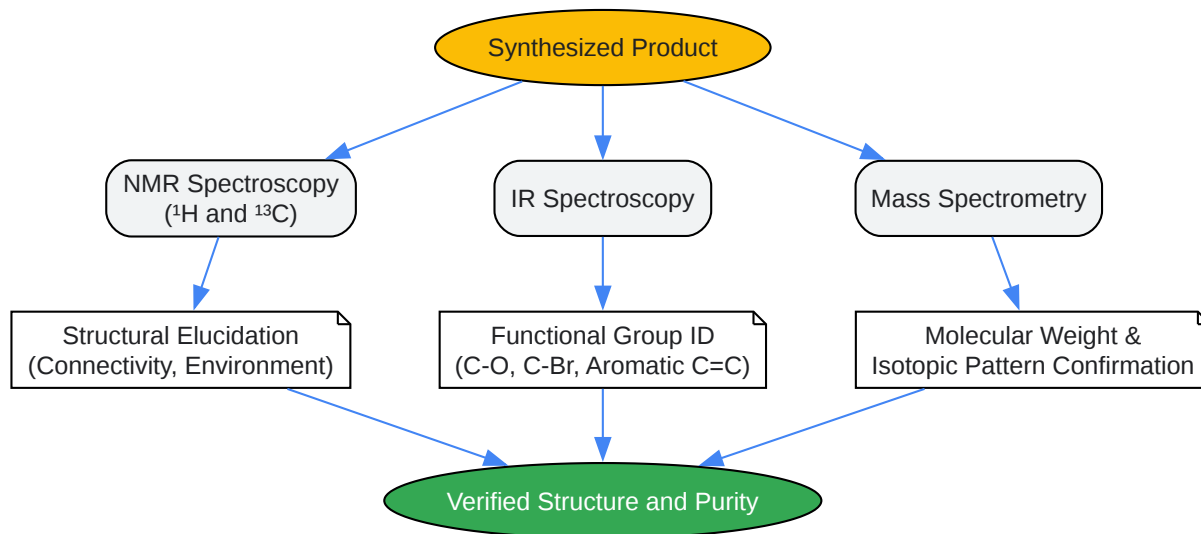 Synthesized Product
NMR Spectroscopy
(¹H and ¹³C)
IR Spectroscopy
Mass Spectrometry
Structural Elucidation
(Connectivity, Environment)
Functional Group ID
(C-O, C-Br, Aromatic C=C)
Molecular Weight &
Isotopic Pattern Confirmation
Verified Structure and Purity